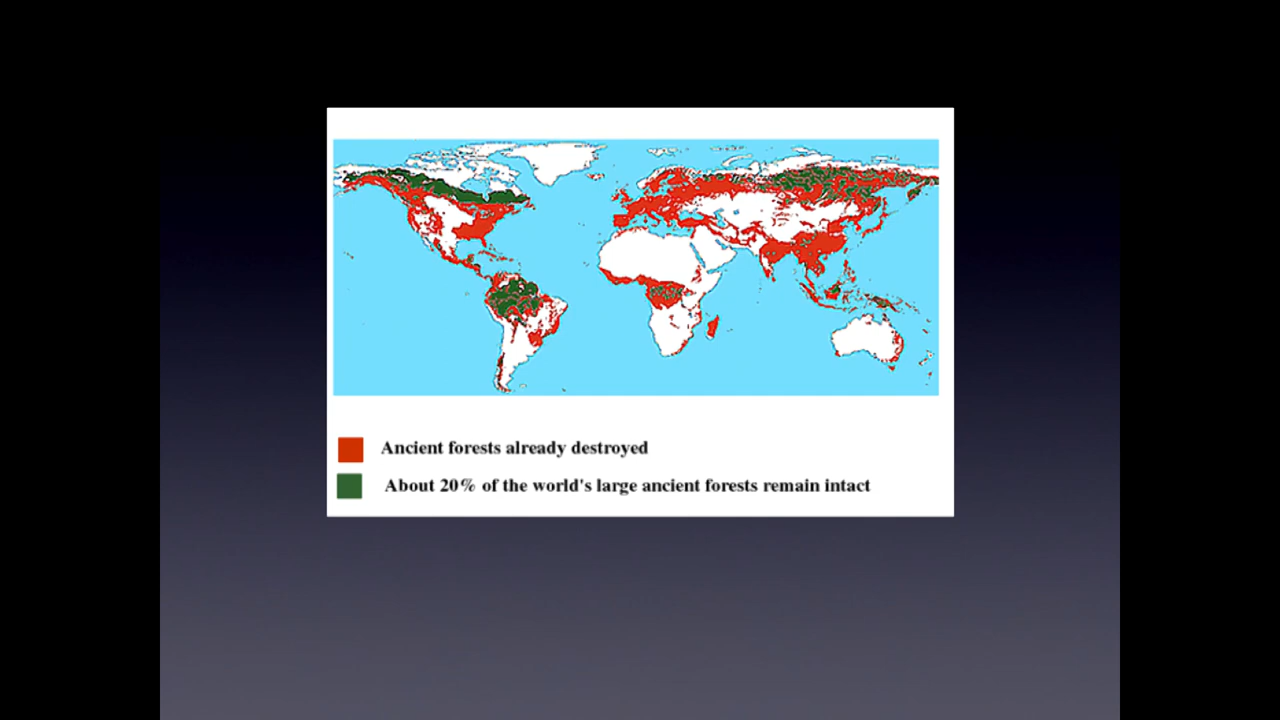 Ancient forests already destroyed
About 20% of the world's large ancient forests remain intact